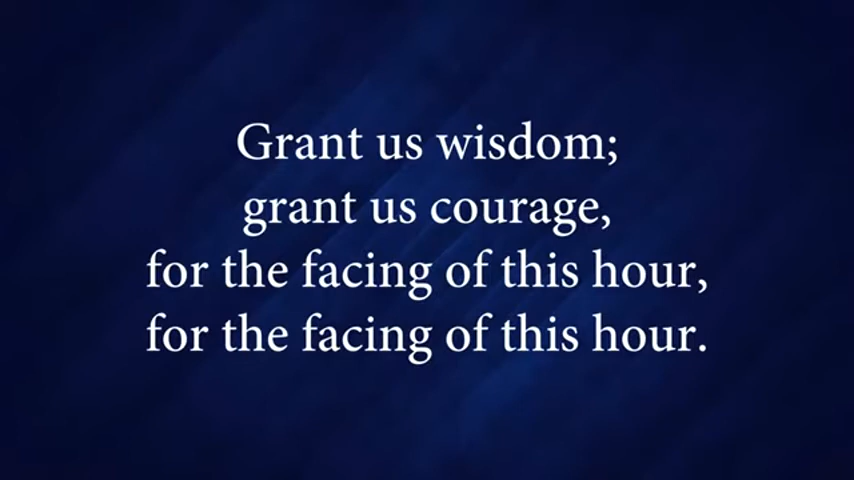 Grant us wisdom;
grant us courage,
for the facing of this hour,
for the facing of this hour.